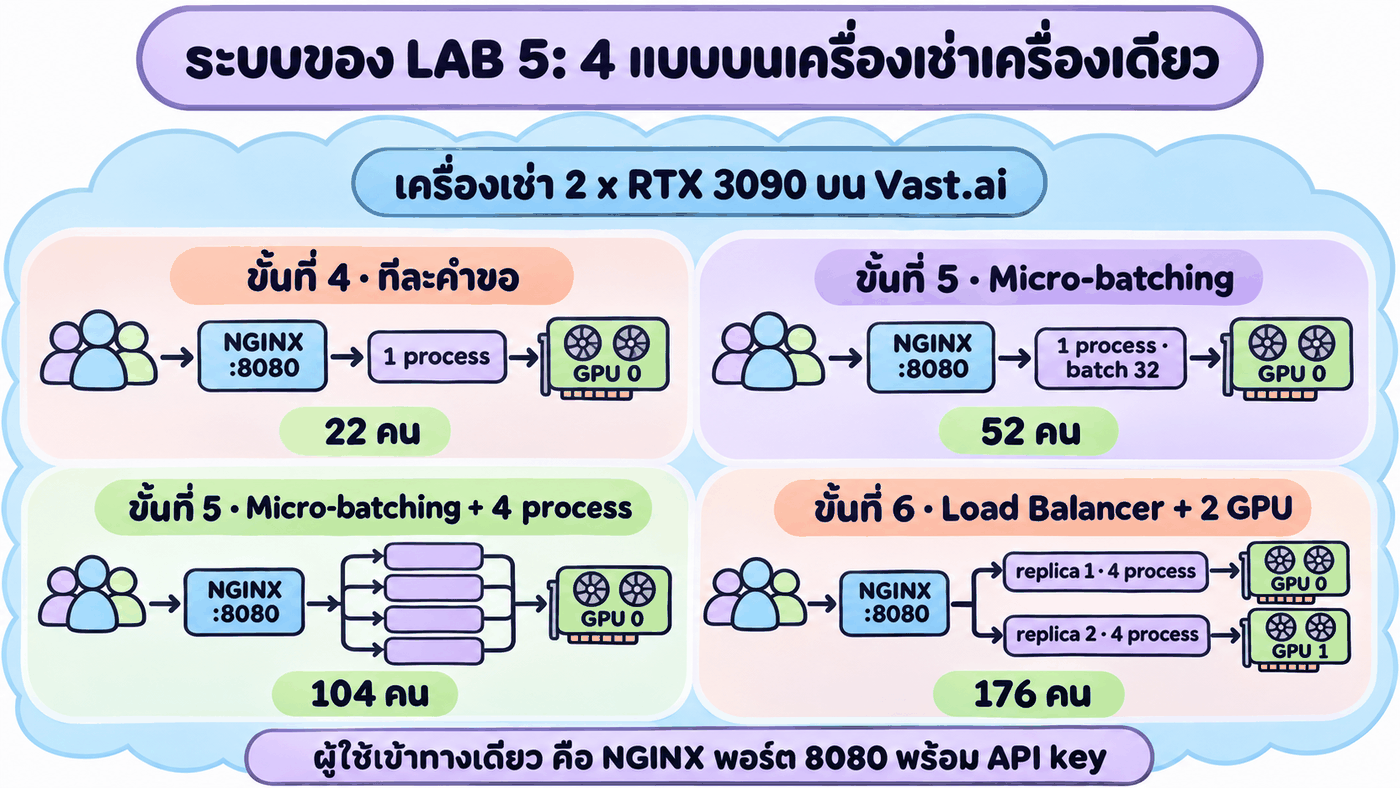 ระบบของ LAB 5: 4 แบบบนเครื่องเช่าเครื่องเดียว
เครื่องเช่า 2 x RTX 3090 บน Vast.ai
ขั้นที่ 4 · ทีละคำขอ
NGINX
:8080
1 process
GPU 0
22 คน
ขั้นที่ 5 · Micro-batching
NGINX
:8080
1 process ·
batch 32
GPU 0
52 คน
ขั้นที่ 5 · Micro-batching + 4 process
NGINX
:8080
GPU 0
104 คน
ขั้นที่ 6 · Load Balancer + 2 GPU
NGINX
:8080
replica 1 · 4 process
GPU 0
replica 2 · 4 process
GPU 1
176 คน
ผู้ใช้เข้าทางเดียว คือ NGINX พอร์ต 8080 พร้อม API key